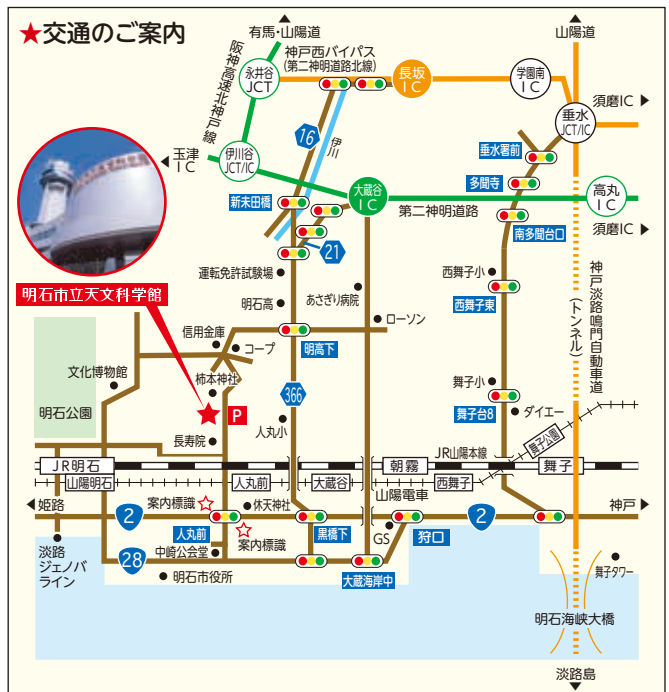 ★交通のご案内
有馬・山陽道
山陽道
阪神高速北神戸線
神戸西バイパス
(第二神明道路北線)
永井谷
JCT
長坂
IC
学園南
IC
須磨IC
垂水
JCT/IC
16
伊川
玉津
IC
伊川谷
JCT/IC
垂水署前
多聞寺
大蔵谷
IC
高丸
IC
新未田橋
第二神明道路
須磨IC
南多聞台口
21
運転免許試験場
西舞子小
明石市立天文科学館
明石高
あさぎり病院
西舞子東
神戸淡路鳴門自動車道
(トンネル)
信用金庫
コープ
明高下
ローソン
文化博物館
柿本神社
366
舞子小
明石公園
P
人丸小
舞子台8
ダイエー
長寿院
舞子公園
JR山陽本線
JR明石
朝霧
舞子
山陽明石
人丸前
大蔵谷
西舞子
山陽電車
姫路
案内標識
休天神社
神戸
2
2
人丸前
黒橋下
GS
狩口
案内標識
淡路
ジェノバ
ライン
中崎公会堂
28
明石市役所
大蔵海岸中
舞子タワー
明石海峡大橋
淡路島